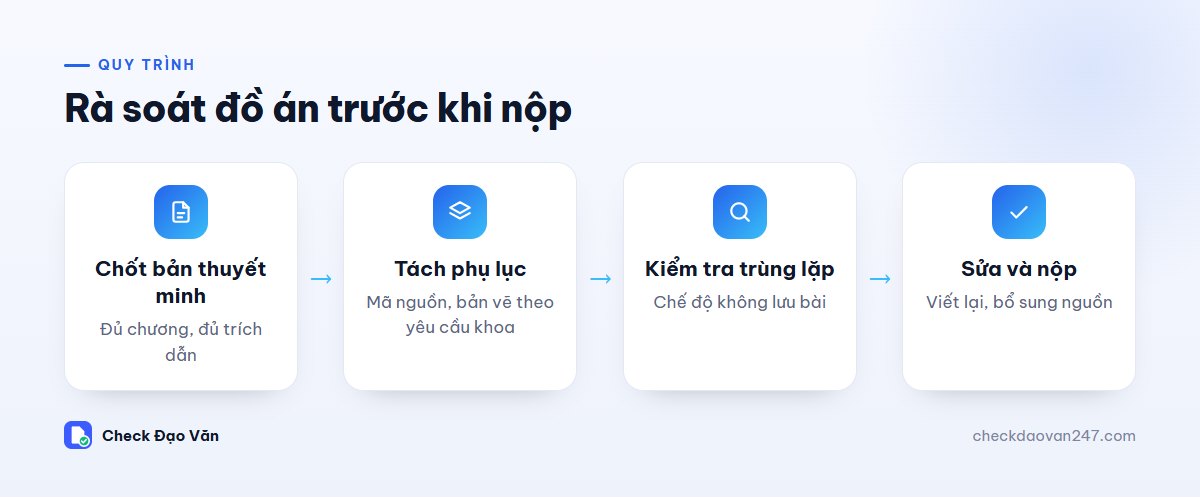 QUY TRÌNH
Rà soát đồ án trước khi nộp
Chốt bản thuyết
minh
Đủ chương, đủ trích
dẫn
Tách phụ lục
Mã nguồn, bản vẽ theo
yêu cầu khoa
Kiểm tra trùng lặp
Chế độ không lưu bài
Sửa và nộp
Viết lại, bổ sung nguồn
Check Đạo Văn
checkdaovan247.com